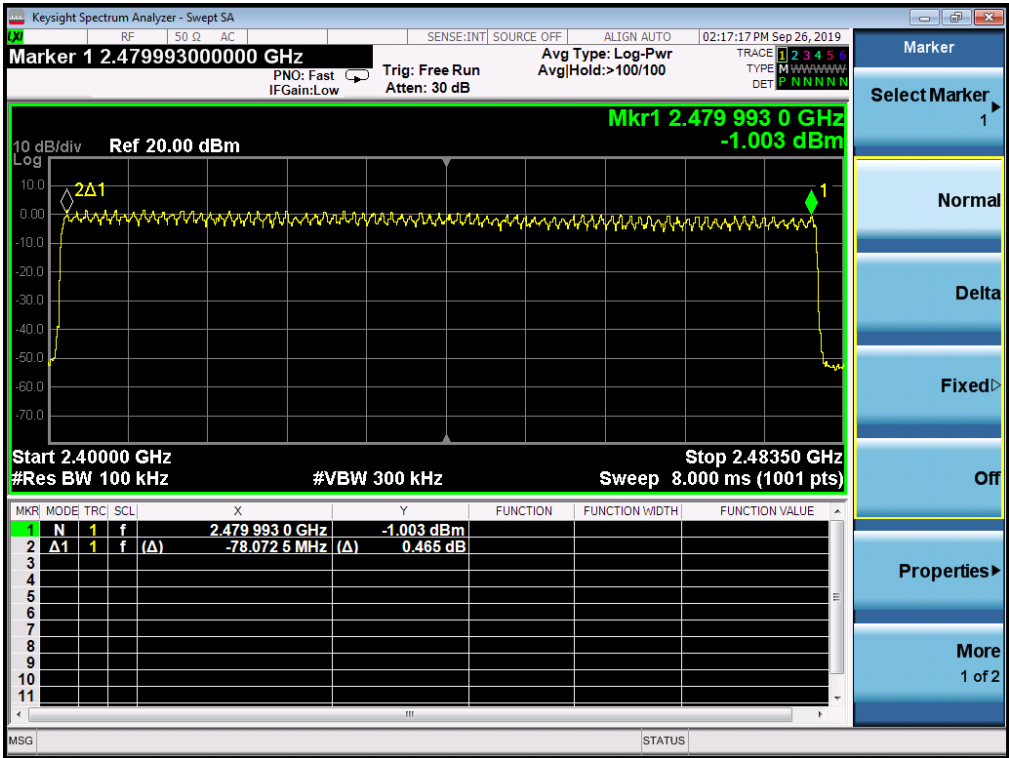 Keysight Spectrum Analyzer - Swept SA
LXI RF 50 Ω AC SENSE:INT SOURCE OFF ALIGN AUTO 02:17:17 PM Sep 26, 2019
Marker 1 2.479993000000 GHz
PNO: Fast
IFGain:Low
Trig: Free Run
Atten: 30 dB
Avg Type: Log-Pwr
Avg|Hold:>100/100
TRACE 1 2 3 4 5 6
TYPE M WWWWW
DET P N N N N N
Mkr1 2.479 993 0 GHz
-1.003 dBm
10 dB/div Ref 20.00 dBm
Log
10.0
0.00
-10.0
-20.0
-30.0
-40.0
-50.0
-60.0
-70.0
2Δ1
1
Start 2.40000 GHz Stop 2.48350 GHz
#Res BW 100 kHz #VBW 300 kHz Sweep 8.000 ms (1001 pts)
MKR MODE TRC SCL X Y FUNCTION FUNCTION WIDTH FUNCTION VALUE
1 N 1 f 2.479 993 0 GHz -1.003 dBm
2 Δ1 1 f (Δ) -78.072 5 MHz (Δ) 0.465 dB
3
4
5
6
7
8
9
10
11
MSG STATUS
Marker
Select Marker
1
Normal
Delta
Fixed
Off
Properties
More
1 of 2